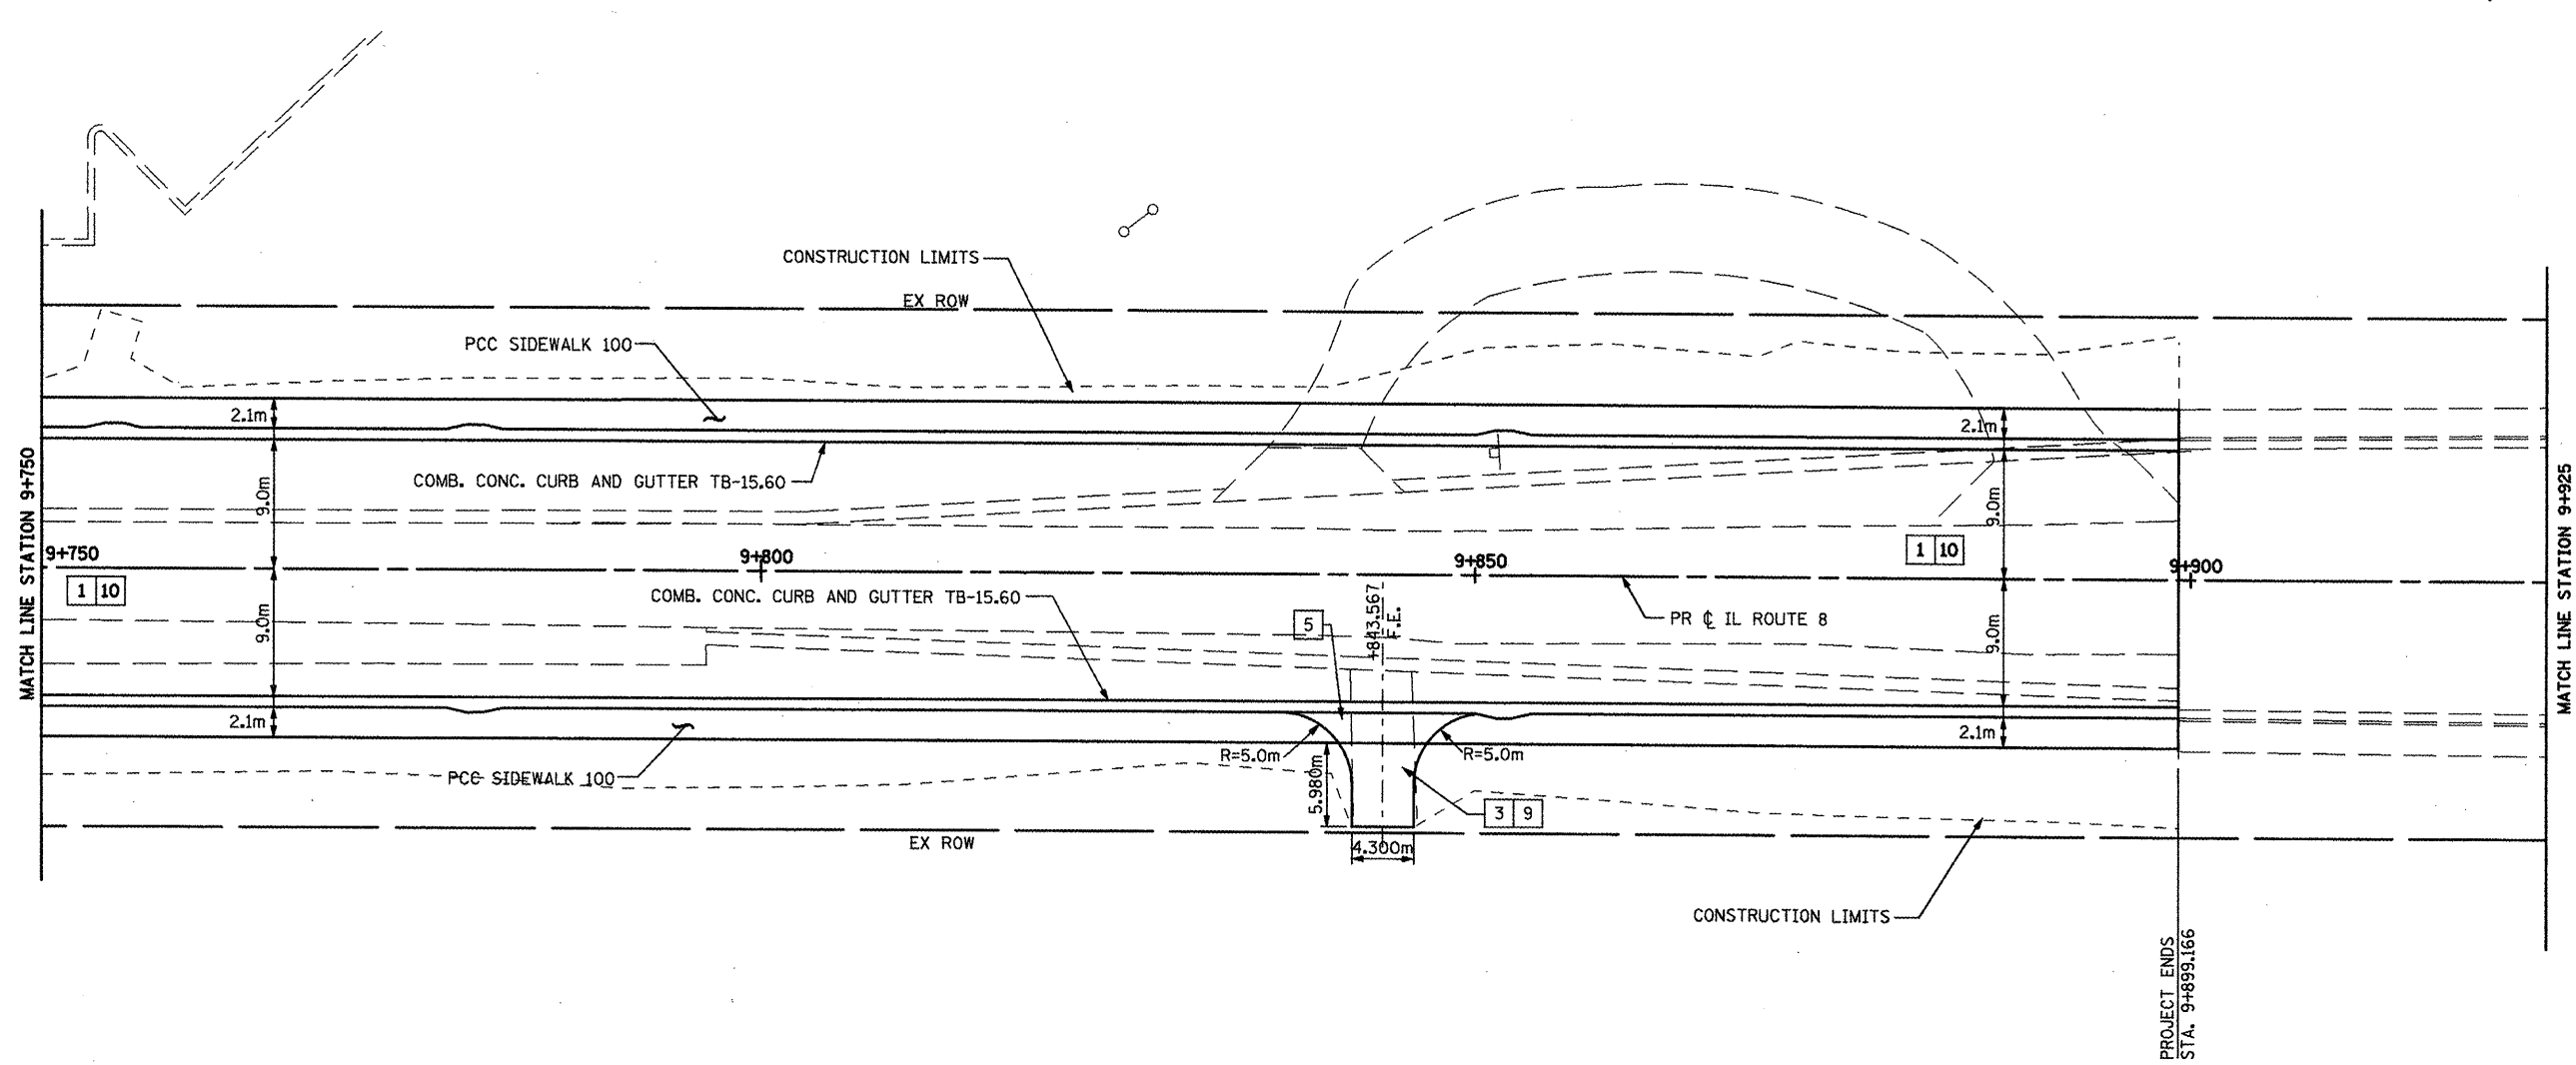 CONSTRUCTION LIMITS
EX ROW
PCC SIDEWALK 100
2.1m
2.1m
COMB. CONC. CURB AND GUTTER TB-15.60
9.0m
9.0m
MATCH LINE STATION 9+750
MATCH LINE STATION 9+925
9+750
9+800
9+850
9+900
1 10
1 10
COMB. CONC. CURB AND GUTTER TB-15.60
PR ℄ IL ROUTE 8
9.0m
9.0m
5
+843.567
F.E.
2.1m
2.1m
R=5.0m
R=5.0m
PCC SIDEWALK 100
5.980m
3 9
EX ROW
4.300m
CONSTRUCTION LIMITS
PROJECT ENDS
STA. 9+899.166